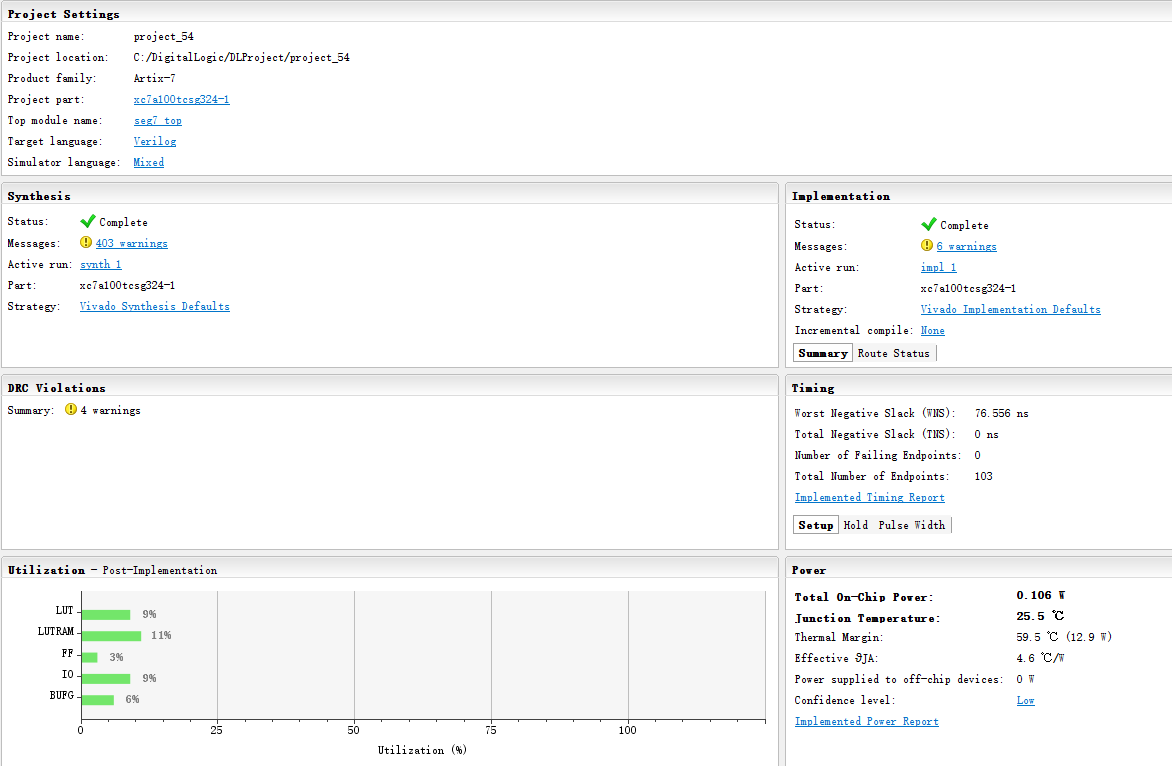 Project Settings
Project name: project_54
Project location: C:/DigitalLogic/DLProject/project_54
Product family: Artix-7
Project part: xc7a100tcsg324-1
Top module name: seg7_top
Target language: Verilog
Simulator language: Mixed
Synthesis
Status: Complete
Messages: 403 warnings
Active run: synth_1
Part: xc7a100tcsg324-1
Strategy: Vivado Synthesis Defaults
Implementation
Status: Complete
Messages: 6 warnings
Active run: impl_1
Part: xc7a100tcsg324-1
Strategy: Vivado Implementation Defaults
Incremental compile: None
Summary Route Status
DRC Violations
Summary: 4 warnings
Timing
Worst Negative Slack (WNS): 76.556 ns
Total Negative Slack (TNS): 0 ns
Number of Failing Endpoints: 0
Total Number of Endpoints: 103
Implemented Timing Report
Setup Hold Pulse Width
Utilization - Post-Implementation
LUT 9%
LUTRAM 11%
FF 3%
IO 9%
BUFG 6%
0 25 50 75 100
Utilization (%)
Power
Total On-Chip Power: 0.106 W
Junction Temperature: 25.5 ℃
Thermal Margin: 59.5 ℃ (12.9 W)
Effective ϑJA: 4.6 ℃/W
Power supplied to off-chip devices: 0 W
Confidence level: Low
Implemented Power Report